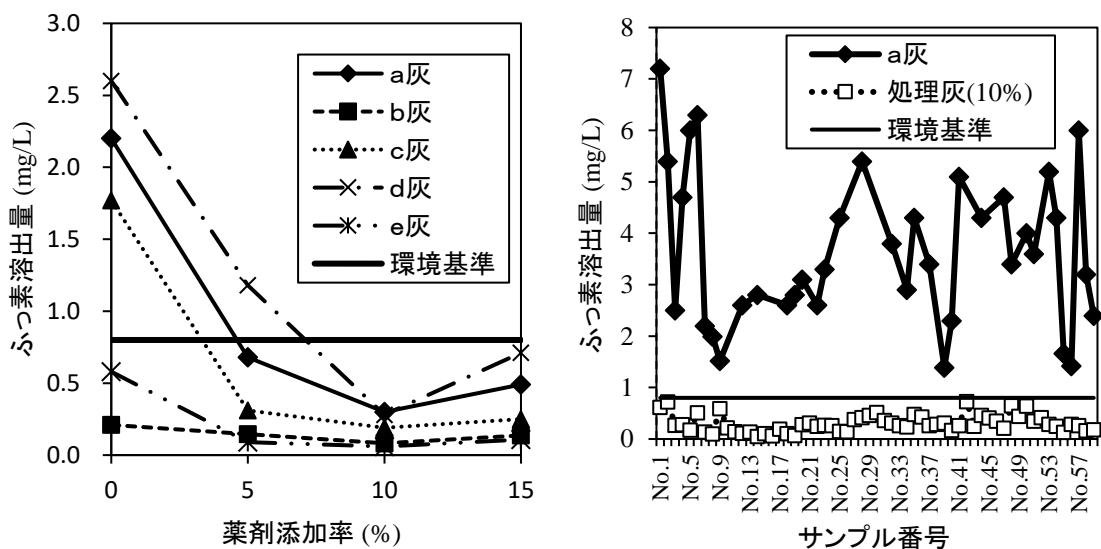 ふっ素溶出量 (mg/L)
3.0
2.5
2.0
1.5
1.0
0.5
0.0
a灰
b灰
c灰
d灰
e灰
環境基準
0
5
10
15
薬剤添加率 (%)
ふっ素溶出量 (mg/L)
8
7
6
5
4
3
2
1
0
a灰
処理灰(10%)
環境基準
No.1
No.5
No.9
No.13
No.17
No.21
No.25
No.29
No.33
No.37
No.41
No.45
No.49
No.53
No.57
サンプル番号